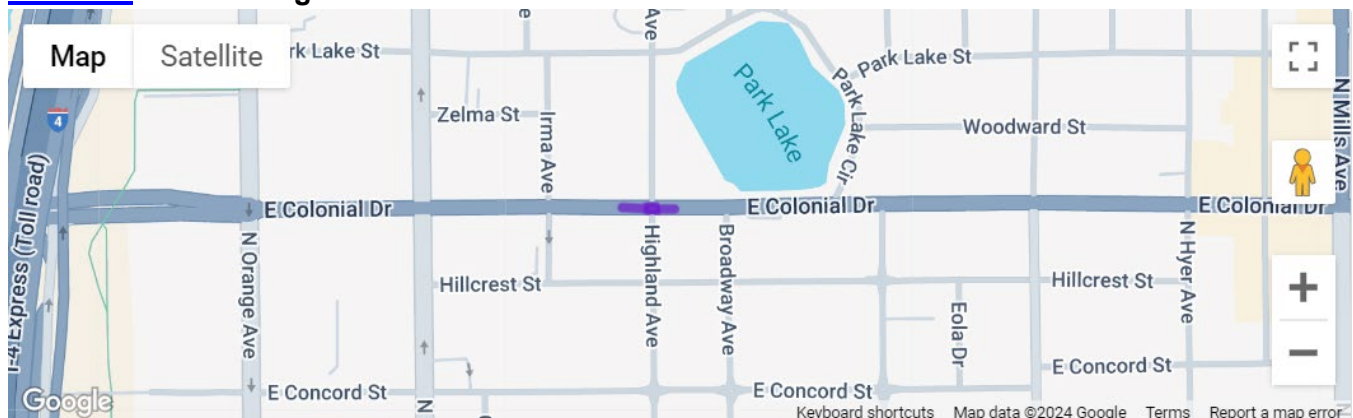 Map
Satellite
rk Lake St
Ave
Park Lake St
Park Lake
Park Lake Cir
N Mills Ave
4
Zelma St
Irma Ave
Woodward St
I-4 Express (Toll road)
E Colonial Dr
E Colonial Dr
E Colonial Dr
N Orange Ave
Highland Ave
Broadway Ave
N Hyer Ave
Hillcrest St
Hillcrest St
Eola Dr
E Concord St
E Concord St
E Concord St
N
Google
Keyboard shortcuts Map data ©2024 Google Terms Report a map error